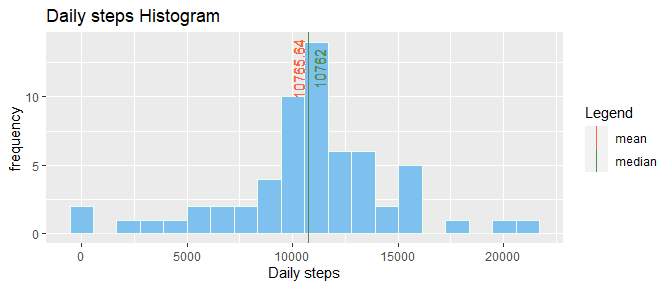 Daily steps Histogram
frequency
10
5
0
10765.64
10762
0
5000
10000
15000
20000
Daily steps
Legend
mean
median